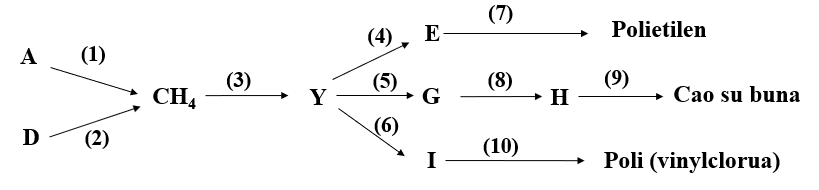 A (1)
D (2)
CH4 (3) Y
(4) E (7) Polietilen
(5) G (8) H (9) Cao su buna
(6) I (10) Poli (vinylclorua)